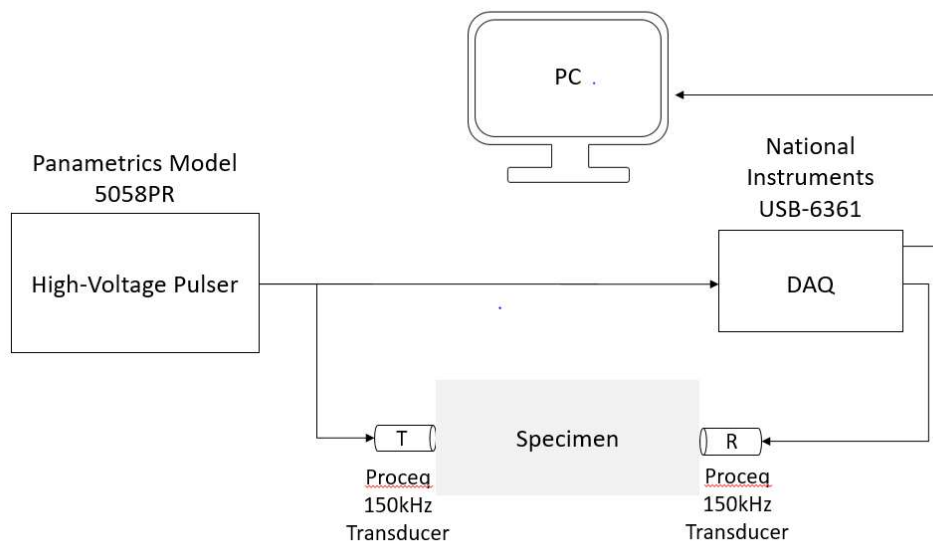 PC
Panametrics Model
5058PR
High-Voltage Pulser
National
Instruments
USB-6361
DAQ
T
Specimen
R
Proceq
150kHz
Transducer
Proceq
150kHz
Transducer